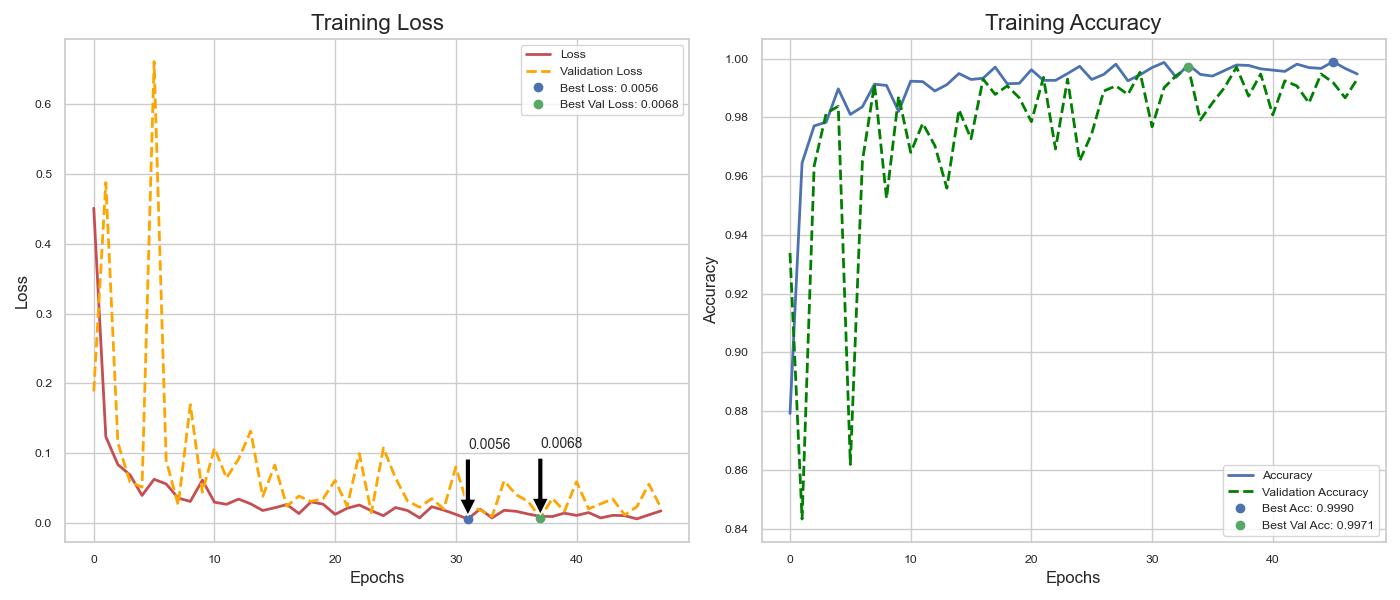 Training Loss
Loss
Validation Loss
Best Loss: 0.0056
Best Val Loss: 0.0068
0.6
0.5
0.4
0.3
0.2
0.1
0.0
Loss
0.0056
0.0068
0
10
20
30
40
Epochs
Training Accuracy
1.00
0.98
0.96
0.94
0.92
0.90
0.88
0.86
0.84
Accuracy
Accuracy
Validation Accuracy
Best Acc: 0.9990
Best Val Acc: 0.9971
0
10
20
30
40
Epochs